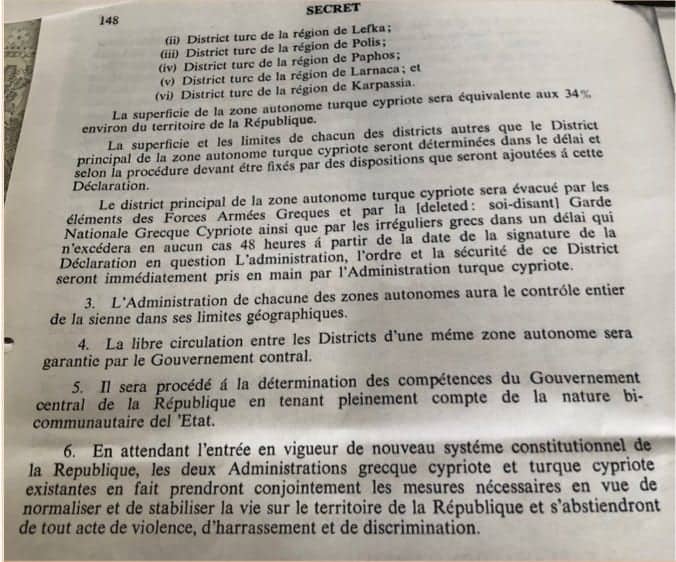 148
SECRET
(ii) District turc de la région de Lefka;
(iii) District turc de la région de Polis;
(iv) District turc de la région de Paphos;
(v) District turc de la région de Larnaca; et
(vi) District turc de la région de Karpassia.
La superficie de la zone autonome turque cypriote sera équivalente aux 34%
environ du territoire de la République.
La superficie et les limites de chacun des districts autres que le District
principal de la zone autonome turque cypriote seront déterminées dans le délai et
selon la procédure devant être fixés par des dispositions que seront ajoutées á cette
Déclaration.
Le district principal de la zone autonome turque cypriote sera évacué par les
éléments des Forces Armées Greques et par la [deleted: soi-disant] Garde
Nationale Grecque Cypriote ainsi que par les irréguliers grecs dans un délai qui
n'excédera en aucun cas 48 heures á partir de la date de la signature de la
Déclaration en question L'administration, l'ordre et la sécurité de ce District
seront immédiatement pris en main par l'Administration turque cypriote.
3. L'Administration de chacune des zones autonomes aura le contróle entier
de la sienne dans ses limites géographiques.
4. La libre circulation entre les Districts d'une méme zone autonome sera
garantie par le Gouvernement contral.
5. Il sera procédé á la détermination des compétences du Gouvernement
central de la République en tenant pleinement compte de la nature bi-
communautaire del 'Etat.
6. En attendant l'entrée en vigueur de nouveau systéme constitutionnel de
la Republique, les deux Administrations grecque cypriote et turque cypriote
existantes en fait prendront conjointement les mesures nécessaires en vue de
normaliser et de stabiliser la vie sur le territoire de la République et s'abstiendront
de tout acte de violence, d'harrassement et de discrimination.